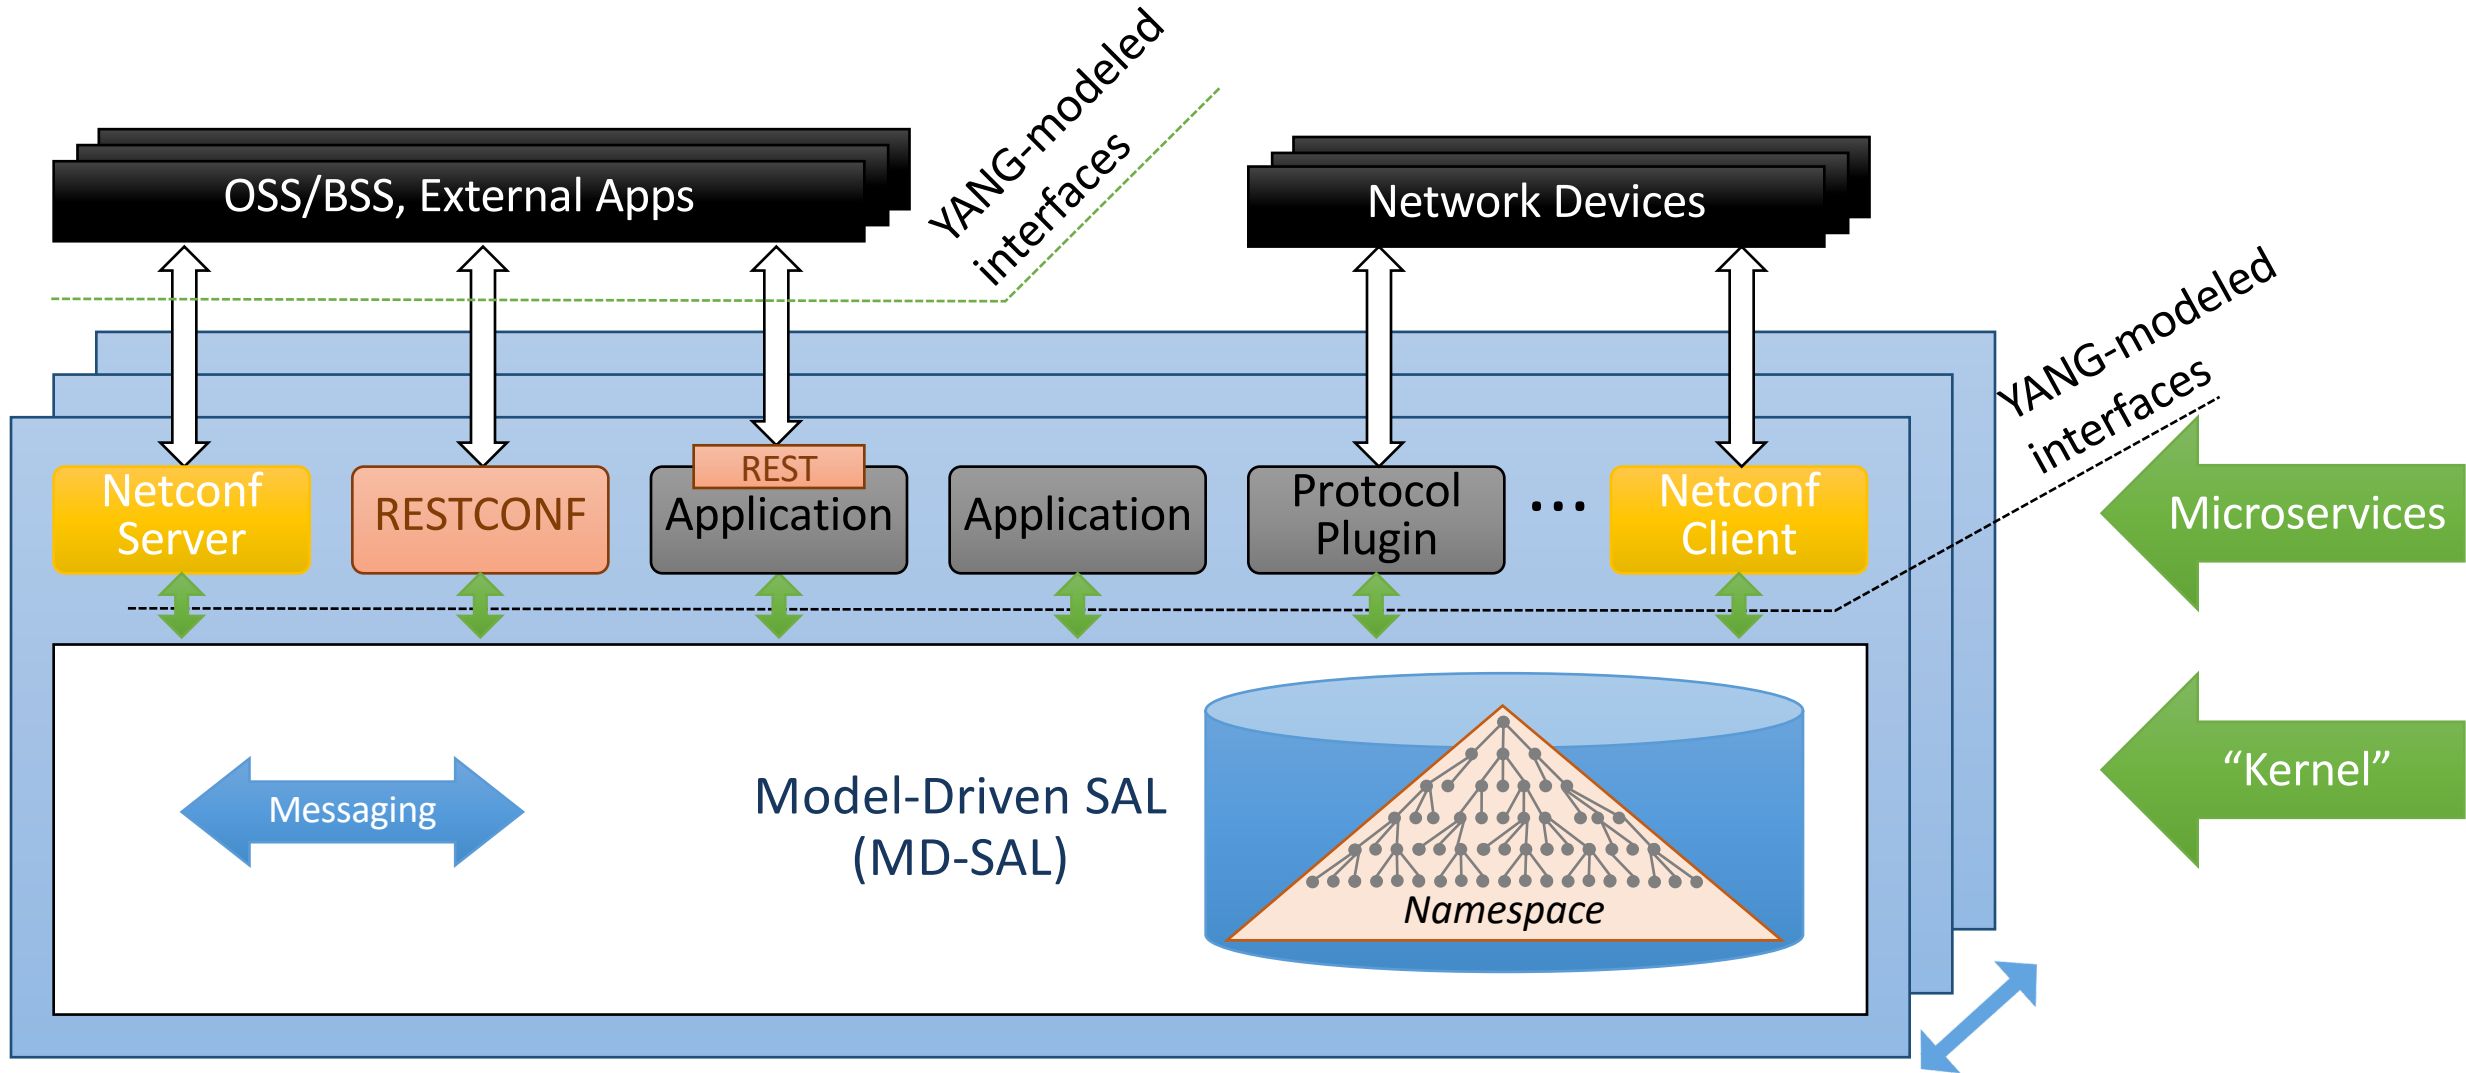 YANG-modeled
interfaces
OSS/BSS, External Apps
Network Devices
YANG-modeled
interfaces
Netconf
Server
RESTCONF
REST
Application
Application
Protocol
Plugin
...
Netconf
Client
Microservices
Messaging
Model-Driven SAL
(MD-SAL)
Namespace
“Kernel”